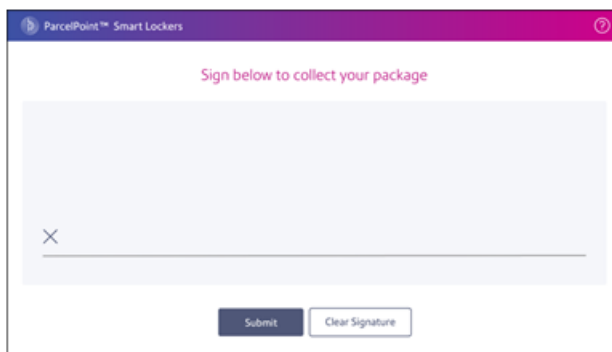 ParcelPoint™ Smart Lockers
Sign below to collect your package
Submit
Clear Signature